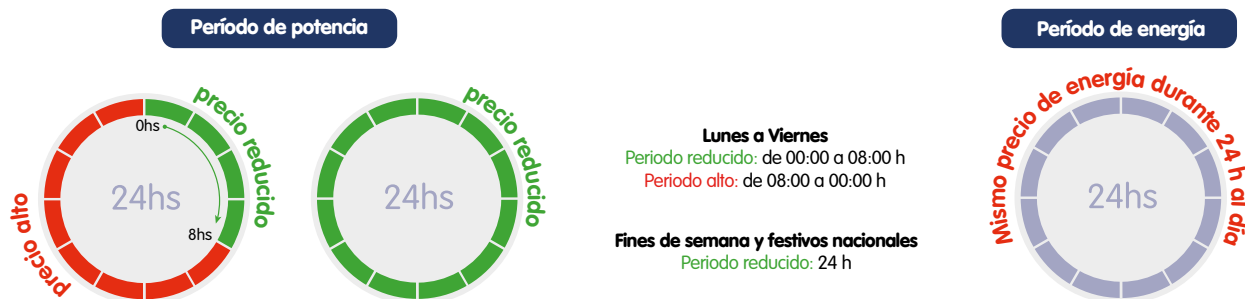 Período de potencia
Período de energía
precio alto
precio reducido
0hs
24hs
8hs
precio reducido
24hs
Lunes a Viernes
Periodo reducido: de 00:00 a 08:00 h
Periodo alto: de 08:00 a 00:00 h
Fines de semana y festivos nacionales
Periodo reducido: 24 h
Mismo precio de energía durante 24 h al día
24hs